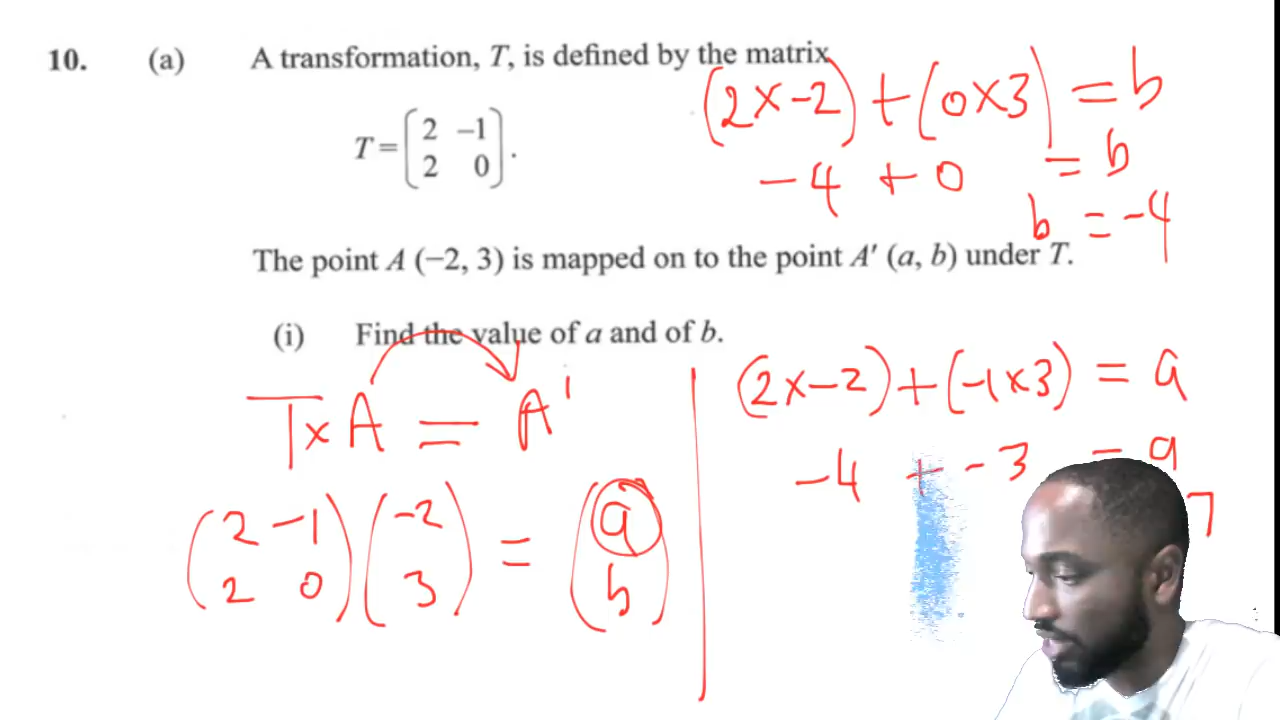 10. (a) A transformation, T, is defined by the matrix
T = ( 2 −1
2 0 ).
(2×-2) + (0×3) = b
-4 + 0 = b
b = -4
The point A (−2, 3) is mapped on to the point A′ (a, b) under T.
(i) Find the value of a and of b.
T × A = A'
( 2 -1 ) ( -2 ) = ( a )
( 2 0 ) ( 3 ) ( b )
(2×-2) + (-1×3) = a
-4 + -3 = a
7